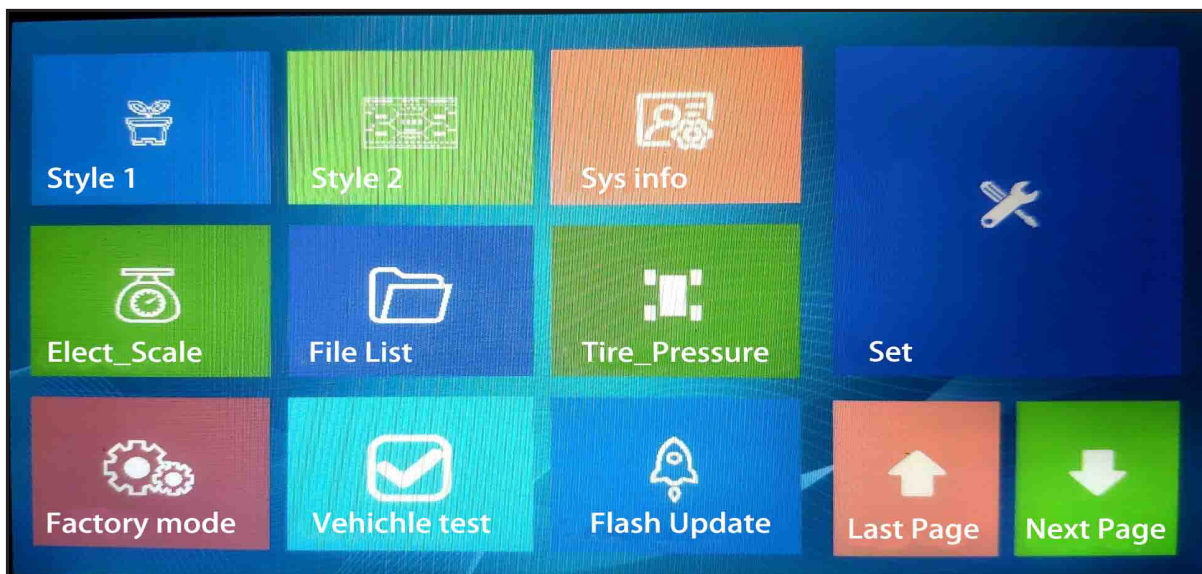 Style 1
Style 2
Sys info
Elect_Scale
File List
Tire_Pressure
Set
Factory mode
Vehichle test
Flash Update
Last Page
Next Page